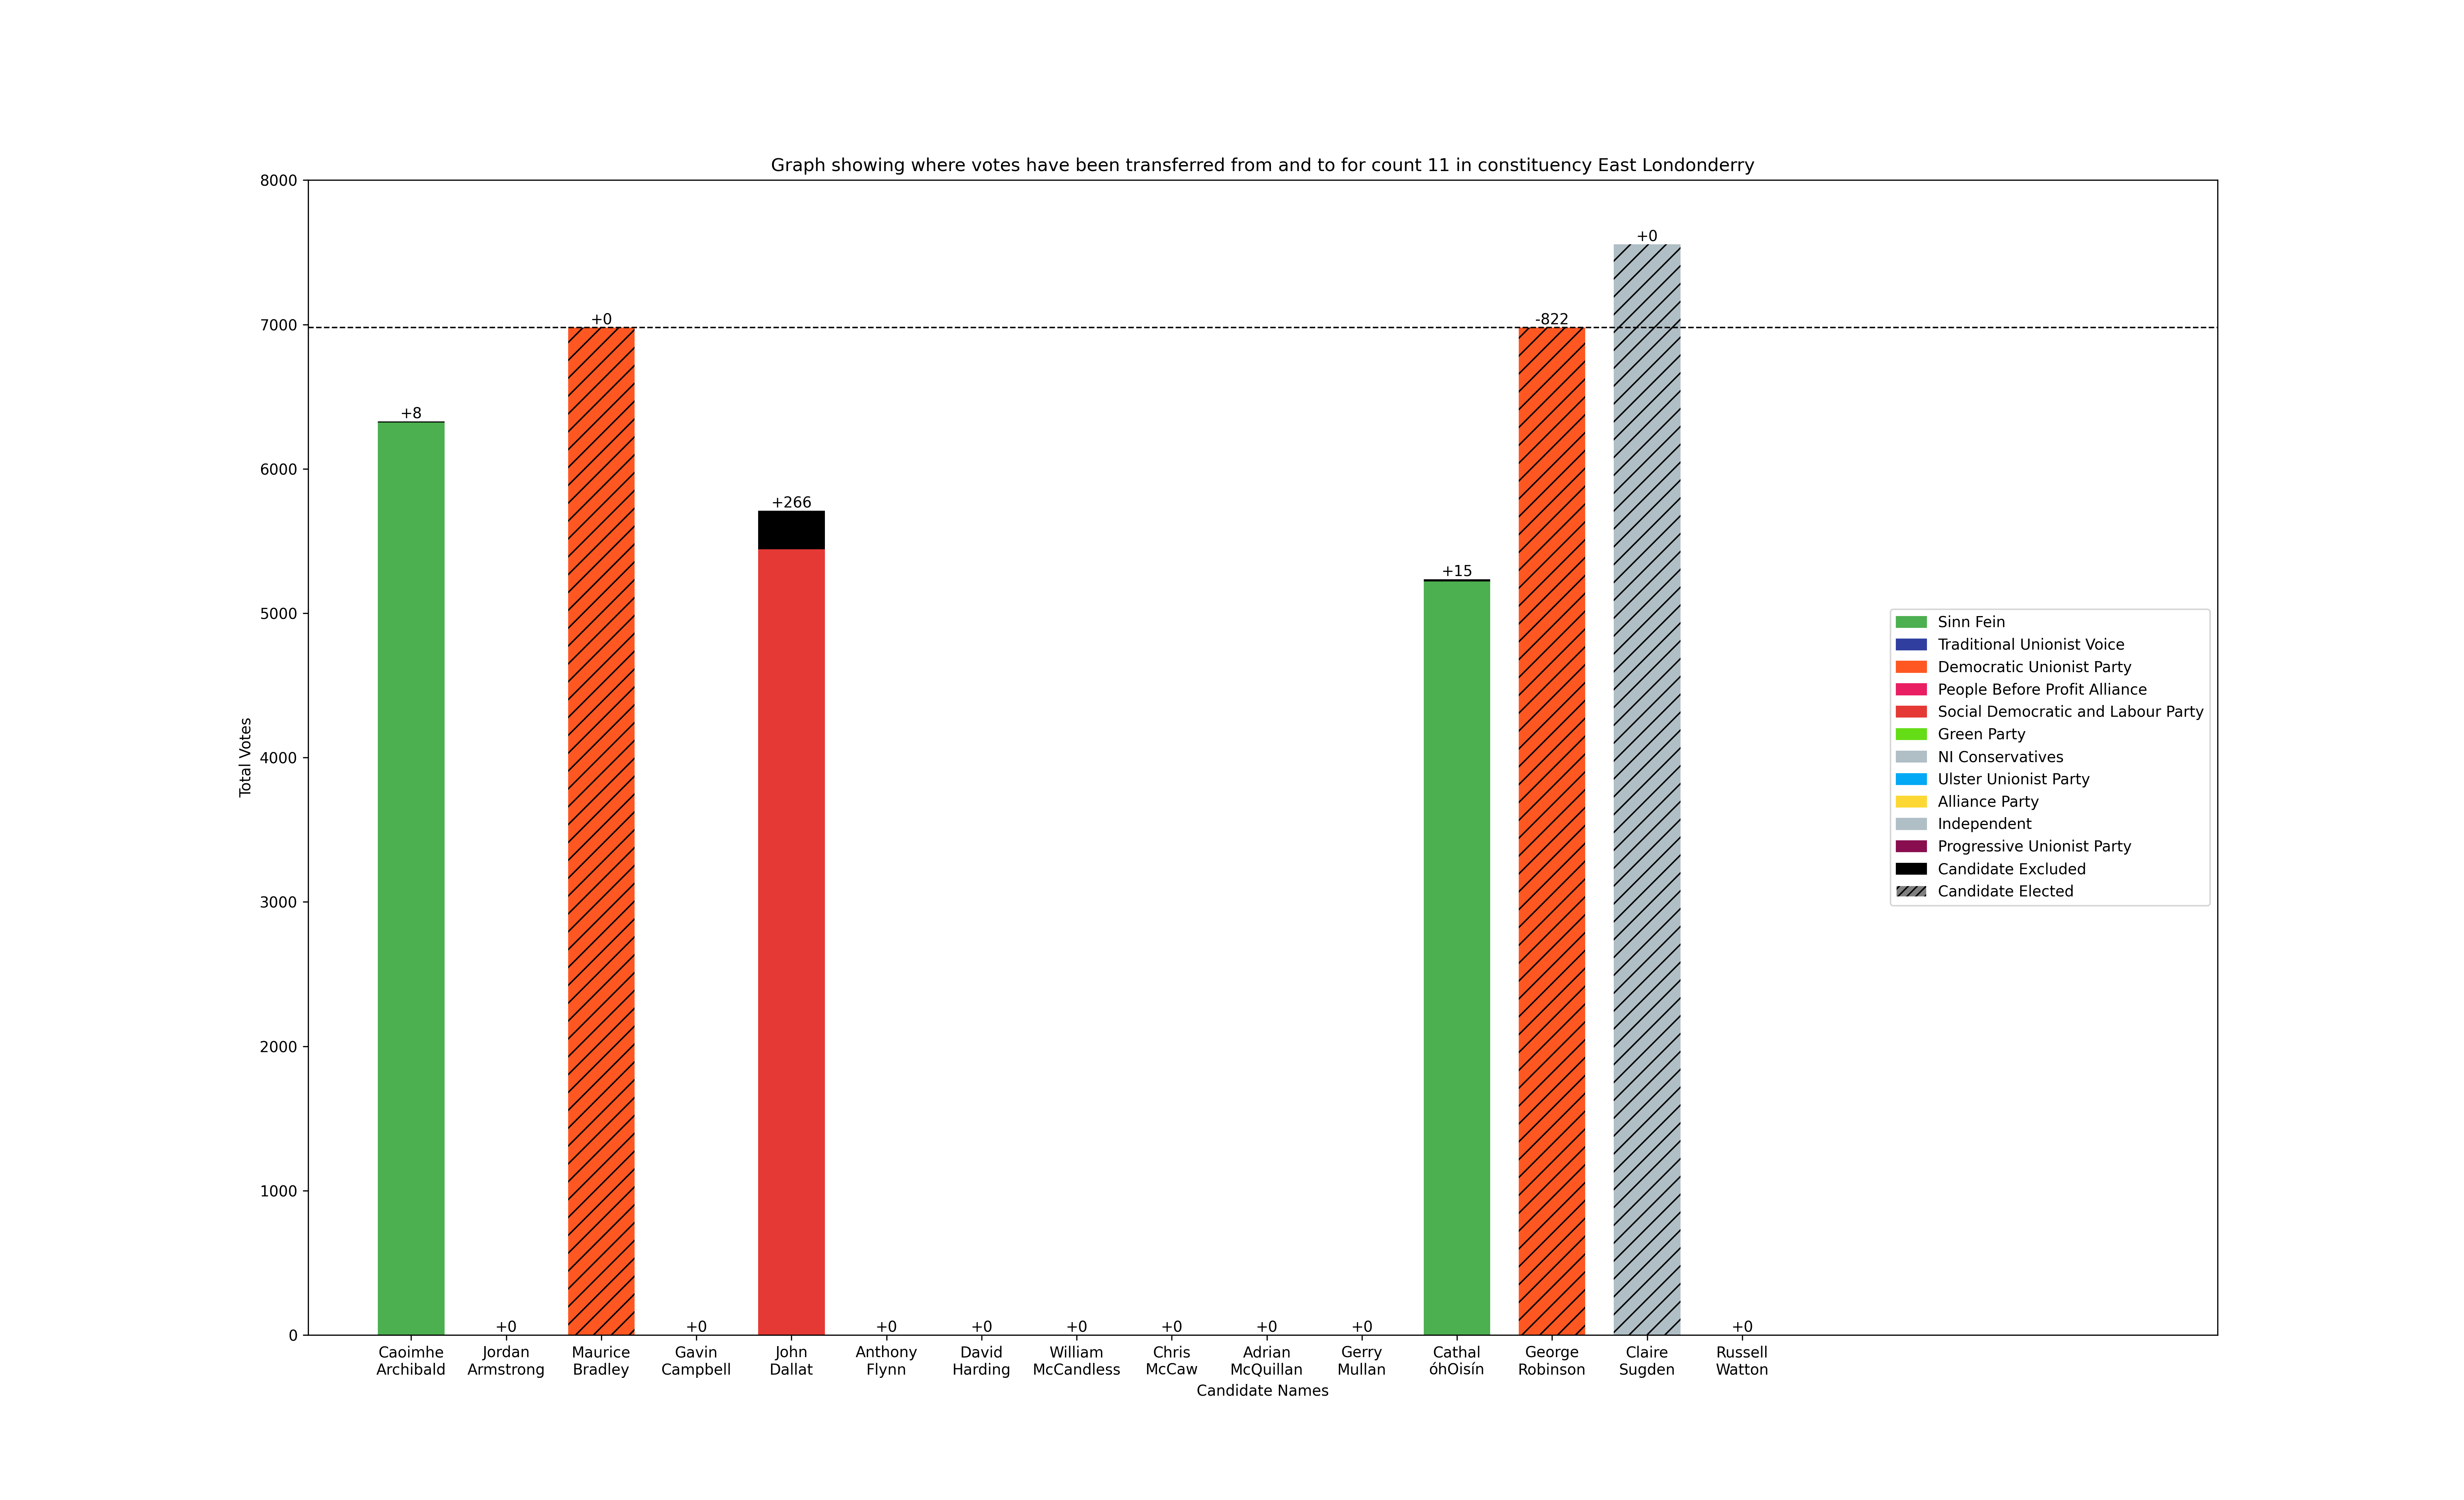 Graph showing where votes have been transferred from and to for count 11 in constituency East Londonderry
8000
7000
6000
5000
4000
3000
2000
1000
0
Total Votes
+8
+0
+0
+0
+266
+0
+0
+0
+0
+0
+0
+15
-822
+0
+0
Caoimhe
Archibald
Jordan
Armstrong
Maurice
Bradley
Gavin
Campbell
John
Dallat
Anthony
Flynn
David
Harding
William
McCandless
Chris
McCaw
Adrian
McQuillan
Gerry
Mullan
Cathal
óhOisín
George
Robinson
Claire
Sugden
Russell
Watton
Candidate Names
Sinn Fein
Traditional Unionist Voice
Democratic Unionist Party
People Before Profit Alliance
Social Democratic and Labour Party
Green Party
NI Conservatives
Ulster Unionist Party
Alliance Party
Independent
Progressive Unionist Party
Candidate Excluded
Candidate Elected